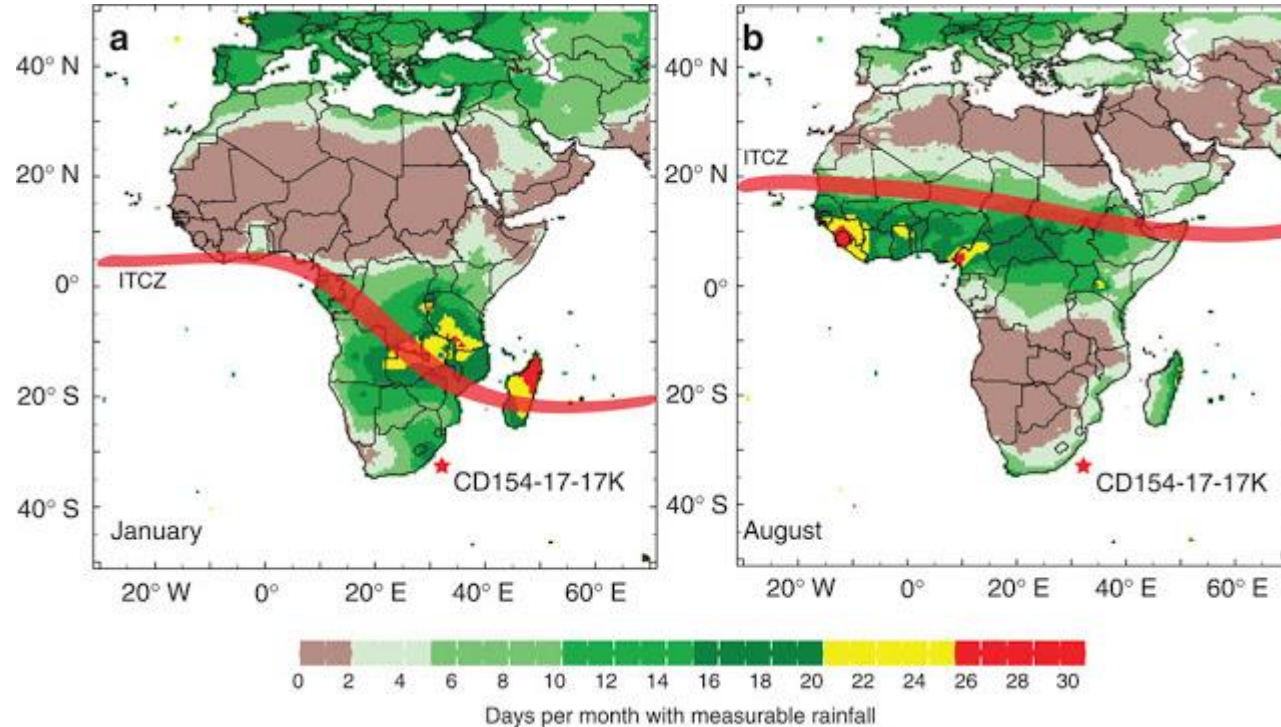 a
40° N
20° N
0°
20° S
40° S
ITCZ
CD154-17-17K
January
20° W 0° 20° E 40° E 60° E
b
ITCZ
40° N
20° N
0°
20° S
40° S
CD154-17-17K
August
20° W 0° 20° E 40° E 60° E
0 2 4 6 8 10 12 14 16 18 20 22 24 26 28 30
Days per month with measurable rainfall